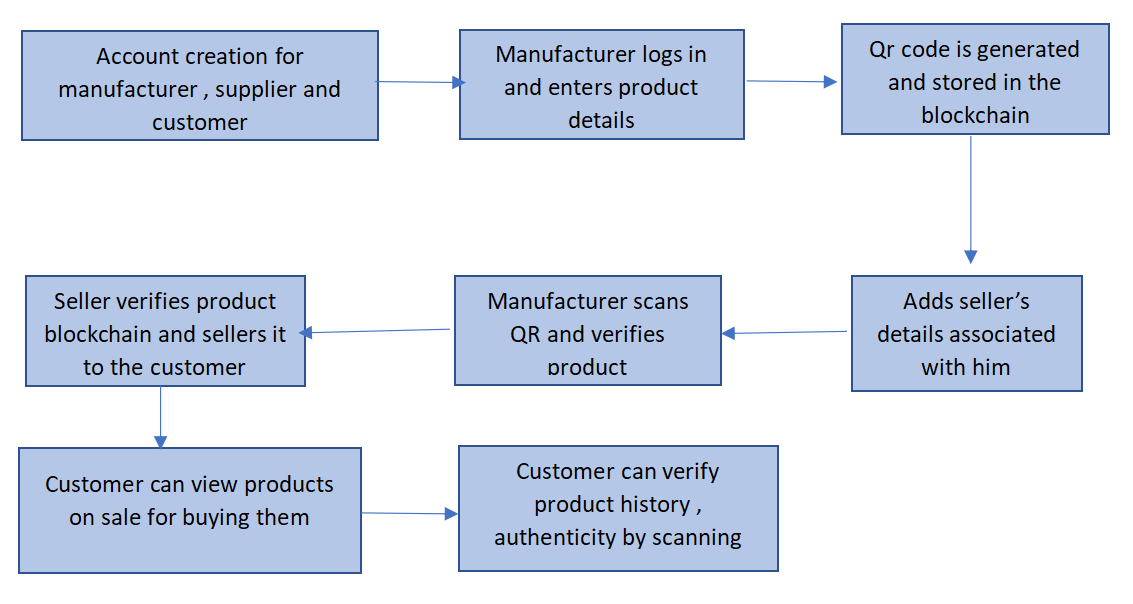 Account creation for
manufacturer , supplier and
customer
Manufacturer logs in
and enters product
details
Qr code is generated
and stored in the
blockchain
Adds seller’s
details associated
with him
Manufacturer scans
QR and verifies
product
Seller verifies product
blockchain and sellers it
to the customer
Customer can view products
on sale for buying them
Customer can verify
product history ,
authenticity by scanning